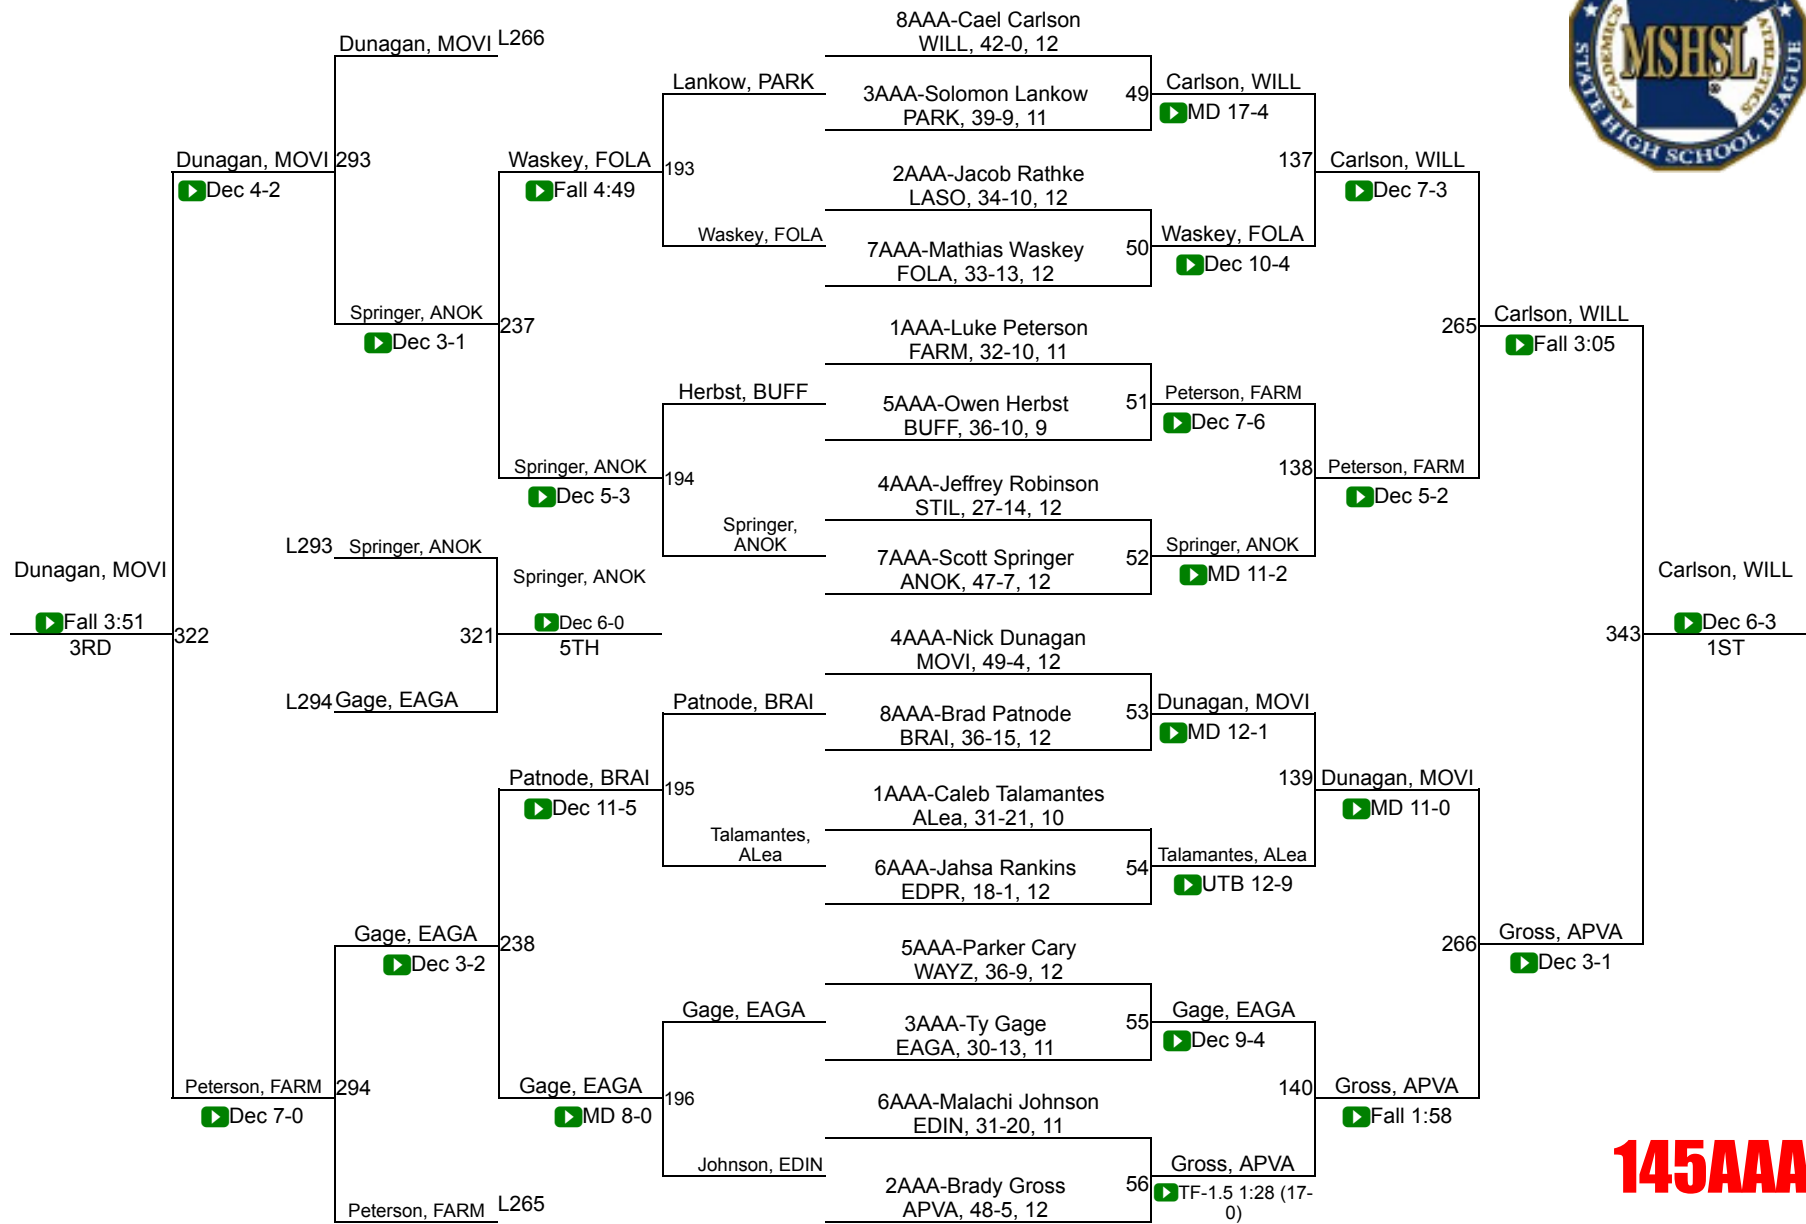 8AAA-Cael Carlson
WILL, 42-0, 12
3AAA-Solomon Lankow
PARK, 39-9, 11
2AAA-Jacob Rathke
LASO, 34-10, 12
7AAA-Mathias Waskey
FOLA, 33-13, 12
1AAA-Luke Peterson
FARM, 32-10, 11
5AAA-Owen Herbst
BUFF, 36-10, 9
4AAA-Jeffrey Robinson
STIL, 27-14, 12
7AAA-Scott Springer
ANOK, 47-7, 12
4AAA-Nick Dunagan
MOVI, 49-4, 12
8AAA-Brad Patnode
BRAI, 36-15, 12
1AAA-Caleb Talamantes
ALea, 31-21, 10
6AAA-Jahsa Rankins
EDPR, 18-1, 12
5AAA-Parker Cary
WAYZ, 36-9, 12
3AAA-Ty Gage
EAGA, 30-13, 11
6AAA-Malachi Johnson
EDIN, 31-20, 11
2AAA-Brady Gross
APVA, 48-5, 12
49
Carlson, WILL
MD 17-4
50
Waskey, FOLA
Dec 10-4
51
Peterson, FARM
Dec 7-6
52
Springer, ANOK
MD 11-2
53
Dunagan, MOVI
MD 12-1
54
Talamantes, ALea
UTB 12-9
55
Gage, EAGA
Dec 9-4
56
Gross, APVA
TF-1.5 1:28 (17-
0)
137
Carlson, WILL
Dec 7-3
138
Peterson, FARM
Dec 5-2
139
Dunagan, MOVI
MD 11-0
140
Gross, APVA
Fall 1:58
265
Carlson, WILL
Fall 3:05
266
Gross, APVA
Dec 3-1
343
Carlson, WILL
Dec 6-3
1ST
Lankow, PARK
Waskey, FOLA
Herbst, BUFF
Springer,
ANOK
Patnode, BRAI
Talamantes,
ALea
Gage, EAGA
Johnson, EDIN
193
Waskey, FOLA
Fall 4:49
194
Springer, ANOK
Dec 5-3
195
Patnode, BRAI
Dec 11-5
196
Gage, EAGA
MD 8-0
237
Springer, ANOK
Dec 3-1
238
Gage, EAGA
Dec 3-2
Dunagan, MOVI
L266
293
Dunagan, MOVI
Dec 4-2
Peterson, FARM
L265
294
Peterson, FARM
Dec 7-0
L293
Springer, ANOK
L294
Gage, EAGA
321
Springer, ANOK
Dec 6-0
5TH
322
Dunagan, MOVI
Fall 3:51
3RD
MSHSL
ACADEMICS
ATHLETICS
STATE HIGH SCHOOL LEAGUE
145AAA